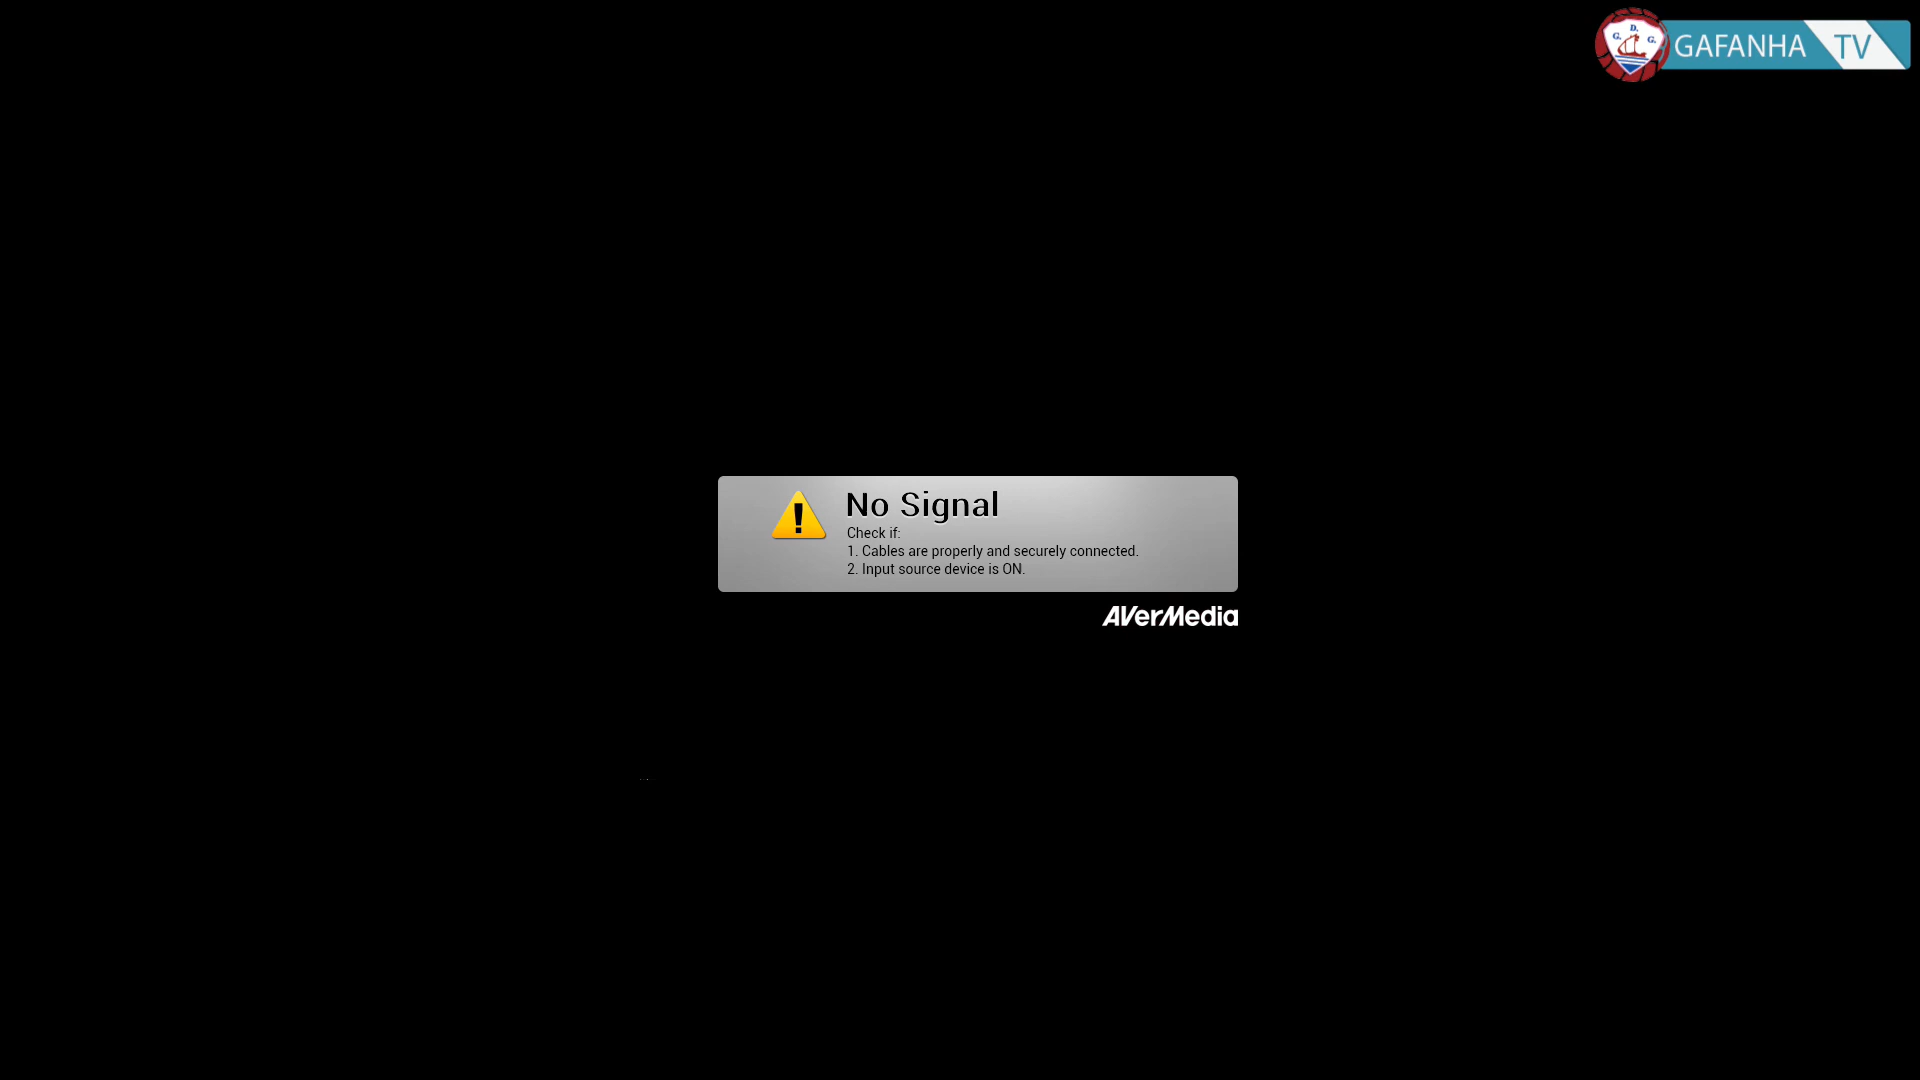 G. D. G.
GAFANHA TV
No Signal
Check if:
1. Cables are properly and securely connected.
2. Input source device is ON.
AVerMedia